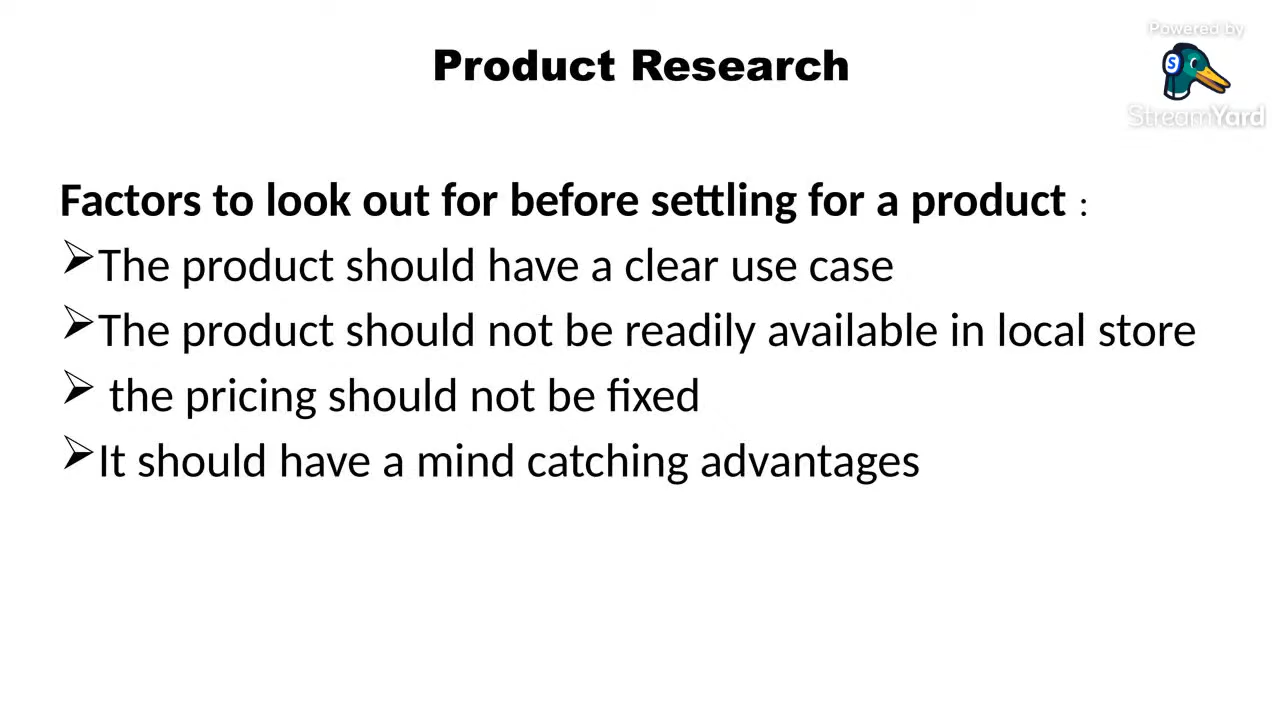 Powered by
Product Research
StreamYard
Factors to look out for before settling for a product :
➢The product should have a clear use case
➢The product should not be readily available in local store
➢ the pricing should not be fixed
➢It should have a mind catching advantages